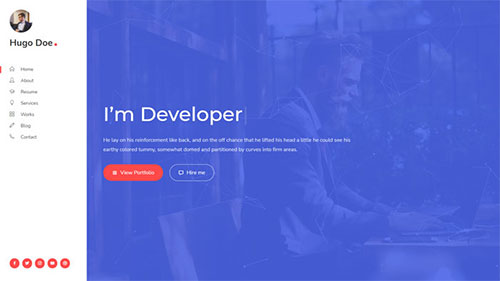 Hugo Doe.
Home
About
Resume
Services
Works
Blog
Contact
I'm Developer
He lay on his reinforcement like back, and on the off chance that he lifted his head a little he could see his
earthy colored tummy, somewhat domed and partitioned by curves into firm areas.
View Portfolio
Hire me